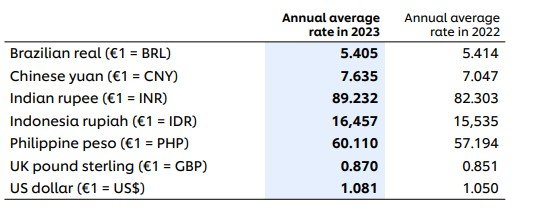 Annual average rate in 2023 Annual average rate in 2022
Brazilian real (€1 = BRL) 5.405 5.414
Chinese yuan (€1 = CNY) 7.635 7.047
Indian rupee (€1 = INR) 89.232 82.303
Indonesia rupiah (€1 = IDR) 16,457 15,535
Philippine peso (€1 = PHP) 60.110 57.194
UK pound sterling (€1 = GBP) 0.870 0.851
US dollar (€1 = US$) 1.081 1.050